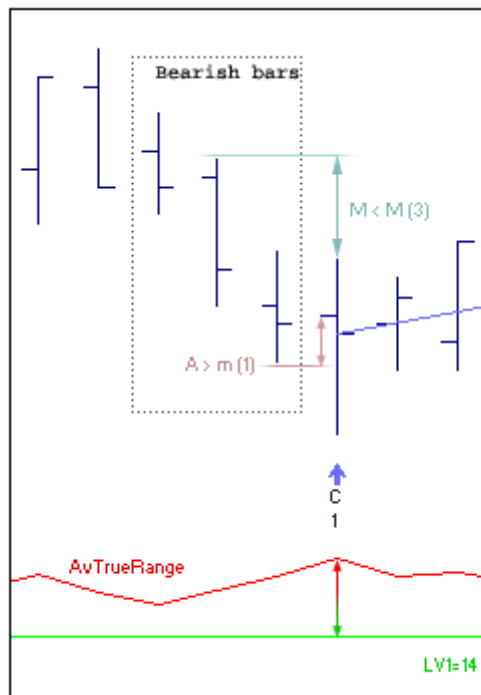 Bearish bars
M < M (3)
A > m (1)
C
1
AvTrueRange
LV1=14